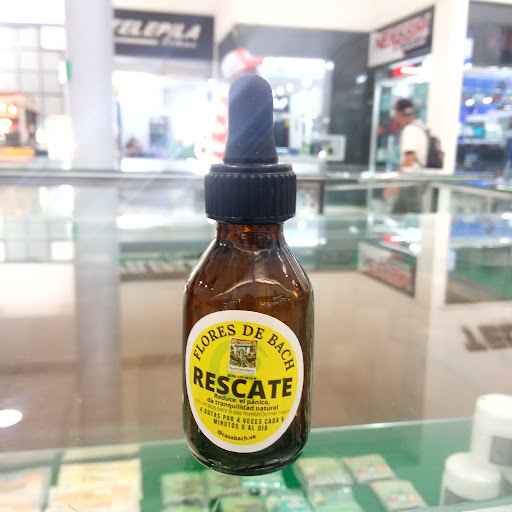 TELEPILA
FLORES DE BACH
RESCATE
Reduce el pánico,
da tranquilidad natural
4 GOTAS POR 4 VECES CADA 5
MINUTOS O AL DÍA
@casabach.ve